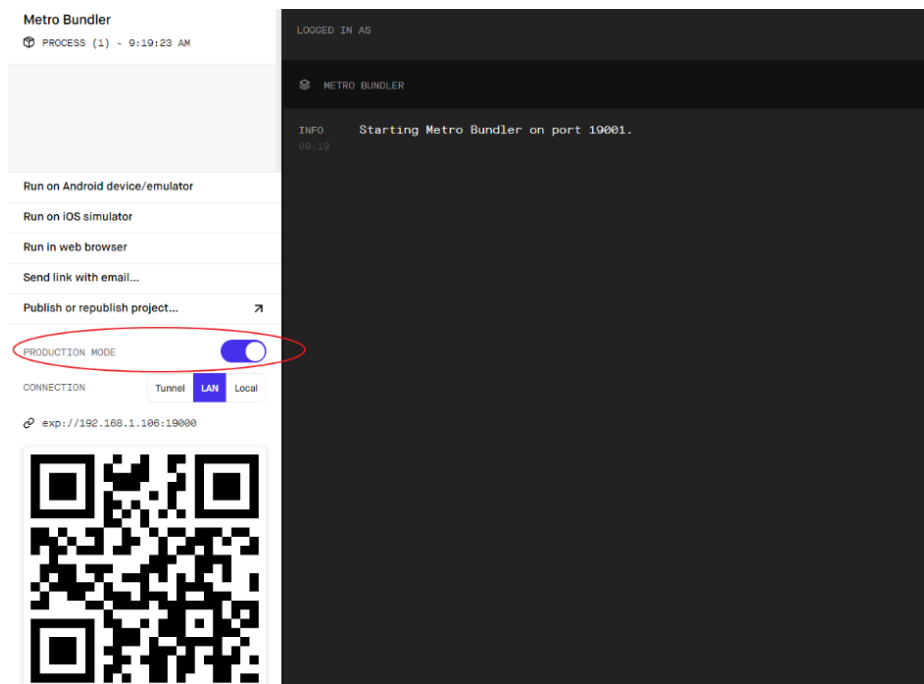 Metro Bundler
PROCESS (1) - 9:19:23 AM
Run on Android device/emulator
Run on iOS simulator
Run in web browser
Send link with email...
Publish or republish project...
PRODUCTION MODE
CONNECTION Tunnel LAN Local
exp://192.168.1.106:19000
LOGGED IN AS
METRO BUNDLER
INFO Starting Metro Bundler on port 19001.
09:19